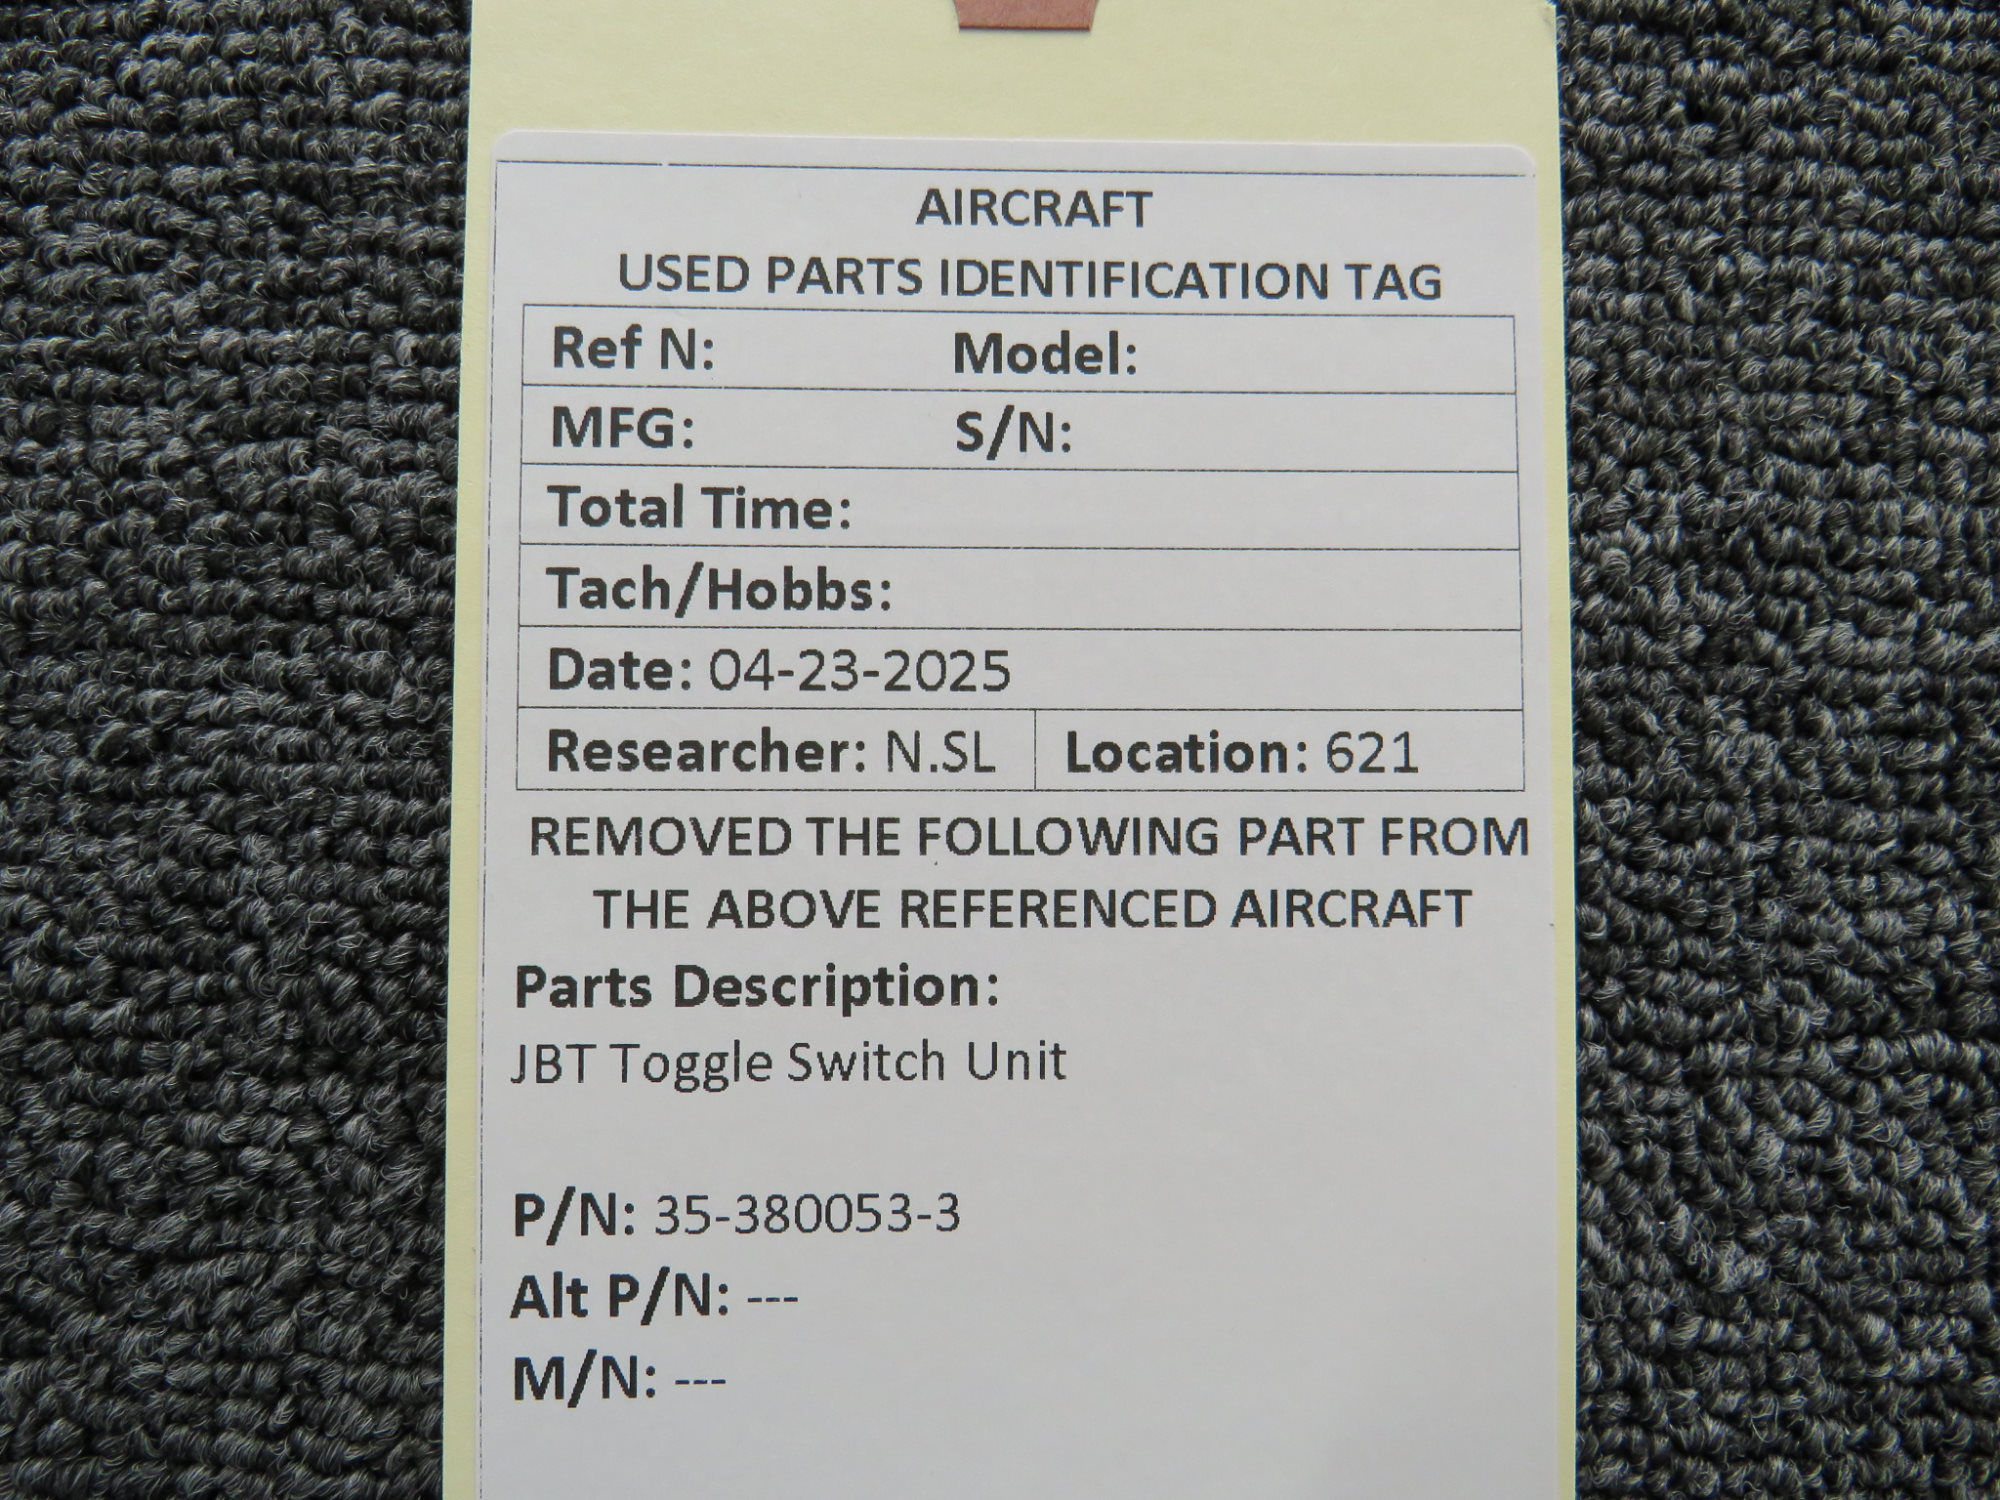 AIRCRAFT
USED PARTS IDENTIFICATION TAG
Ref N: Model:
MFG: S/N:
Total Time:
Tach/Hobbs:
Date: 04-23-2025
Researcher: N.SL Location: 621
REMOVED THE FOLLOWING PART FROM
THE ABOVE REFERENCED AIRCRAFT
Parts Description:
JBT Toggle Switch Unit
P/N: 35-380053-3
Alt P/N: ---
M/N: ---